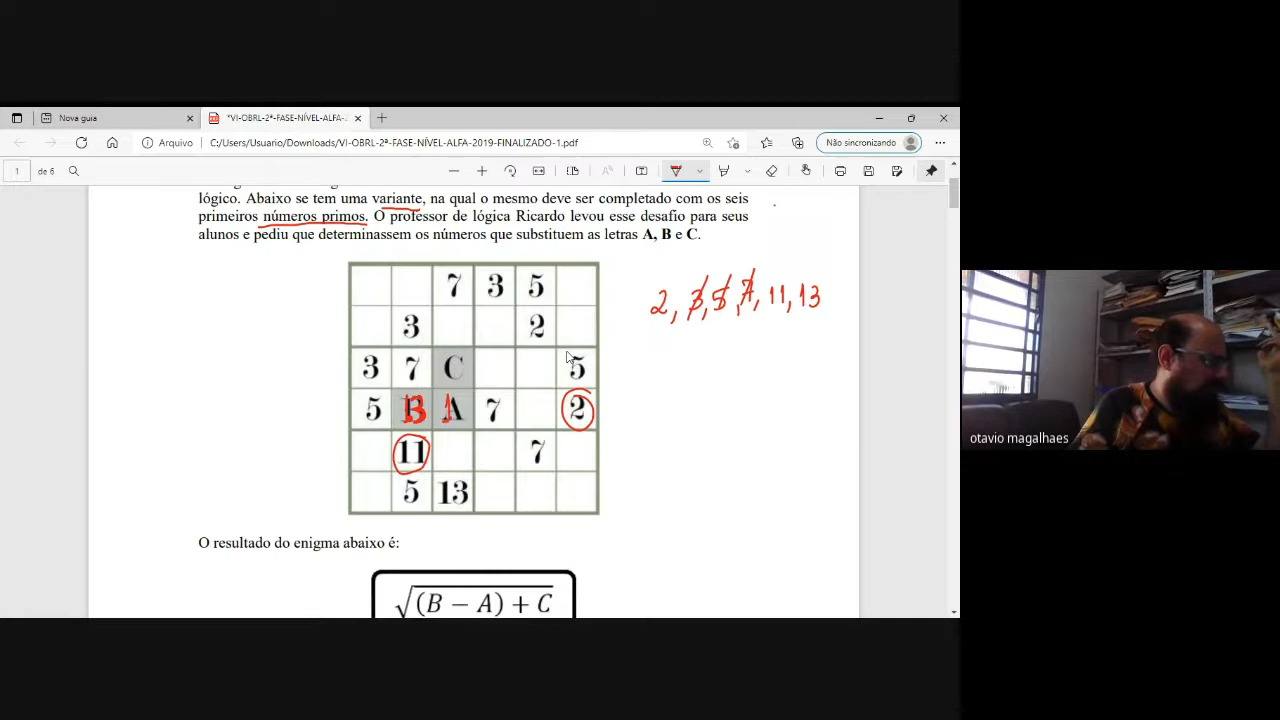 Nova guia
*VI-OBRL-2ª-FASE-NÍVEL-ALFA-
Arquivo C:/Users/Usuario/Downloads/VI-OBRL-2ª-FASE-NÍVEL-ALFA-2019-FINALIZADO-1.pdf
Não sincronizando
1 de 6
lógico. Abaixo se tem uma variante, na qual o mesmo deve ser completado com os seis
primeiros números primos. O professor de lógica Ricardo levou esse desafio para seus
alunos e pediu que determinassem os números que substituem as letras A, B e C.
7 3 5
3 2
3 7 C 5
5 13 A 7 2
11 7
5 13
2, 3, 5, 7, 11, 13
O resultado do enigma abaixo é:
√(B − A) + C
otavio magalhaes